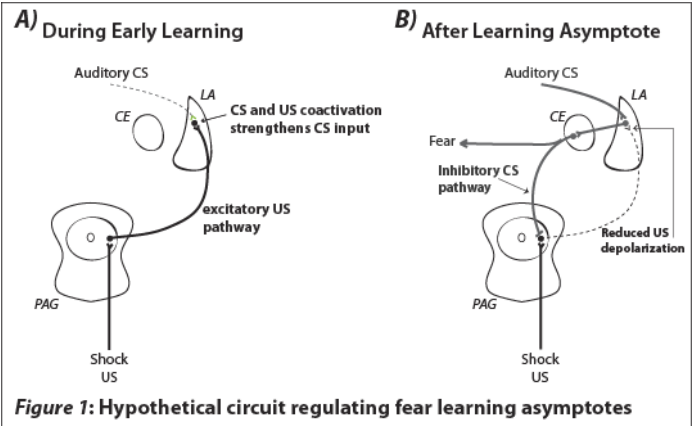 A) During Early Learning
Auditory CS
LA
CE
CS and US coactivation
strengthens CS input
excitatory US
pathway
PAG
Shock
US
B) After Learning Asymptote
Auditory CS
LA
CE
Fear
Inhibitory CS
pathway
Reduced US
depolarization
PAG
Shock
US
Figure 1: Hypothetical circuit regulating fear learning asymptotes